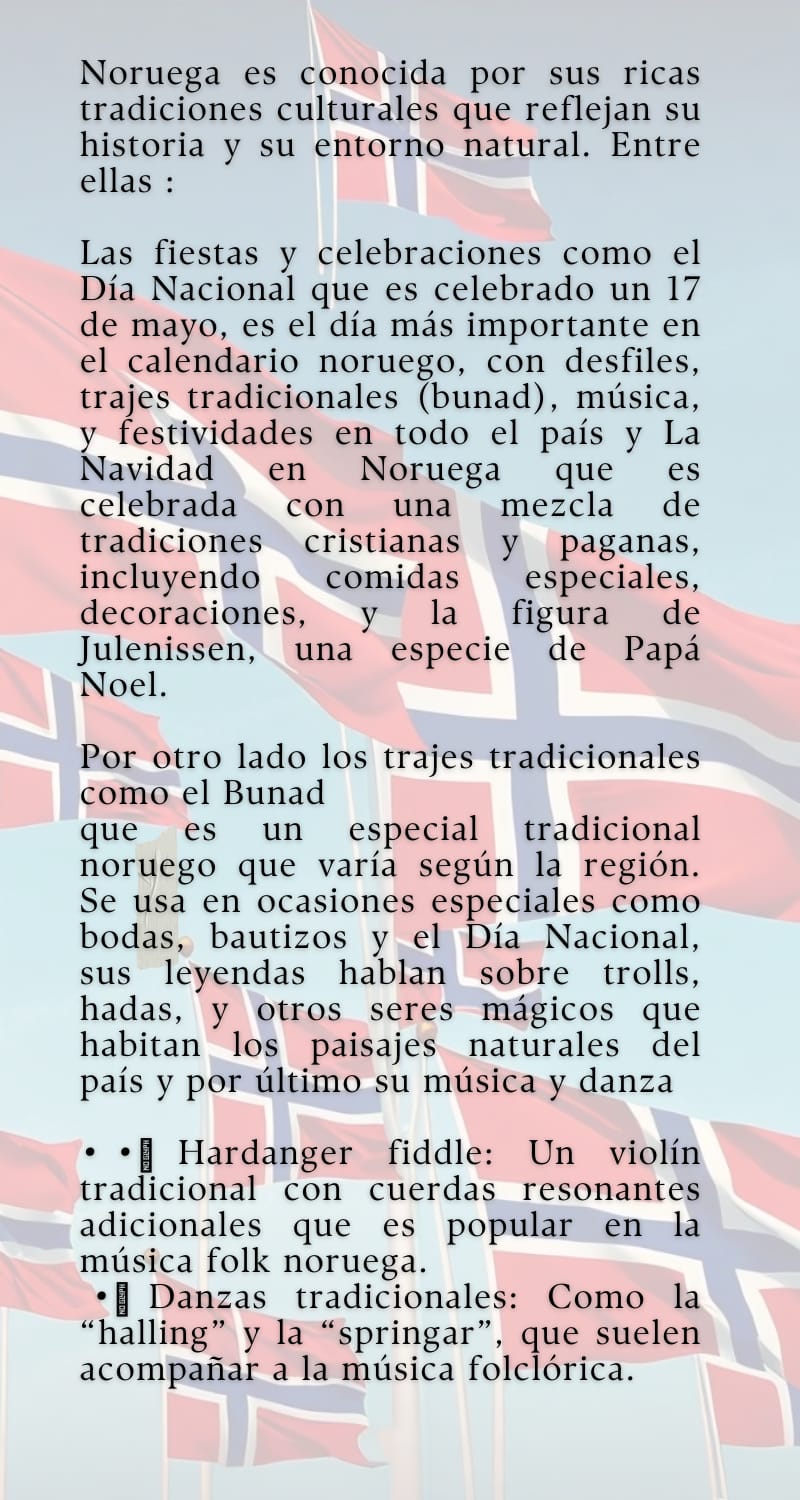 Noruega es conocida por sus ricas
tradiciones culturales que reflejan su
historia y su entorno natural. Entre
ellas :
Las fiestas y celebraciones como el
Día Nacional que es celebrado un 17
de mayo, es el día más importante en
el calendario noruego, con desfiles,
trajes tradicionales (bunad), música,
y festividades en todo el país y La
Navidad en Noruega que es
celebrada con una mezcla de
tradiciones cristianas y paganas,
incluyendo comidas especiales,
decoraciones, y la figura de
Julenissen, una especie de Papá
Noel.
Por otro lado los trajes tradicionales
como el Bunad
que es un especial tradicional
noruego que varía según la región.
Se usa en ocasiones especiales como
bodas, bautizos y el Día Nacional,
sus leyendas hablan sobre trolls,
hadas, y otros seres mágicos que
habitan los paisajes naturales del
país y por último su música y danza
• • Hardanger fiddle: Un violín
tradicional con cuerdas resonantes
adicionales que es popular en la
música folk noruega.
• Danzas tradicionales: Como la
“halling” y la “springar”, que suelen
acompañar a la música folclórica.